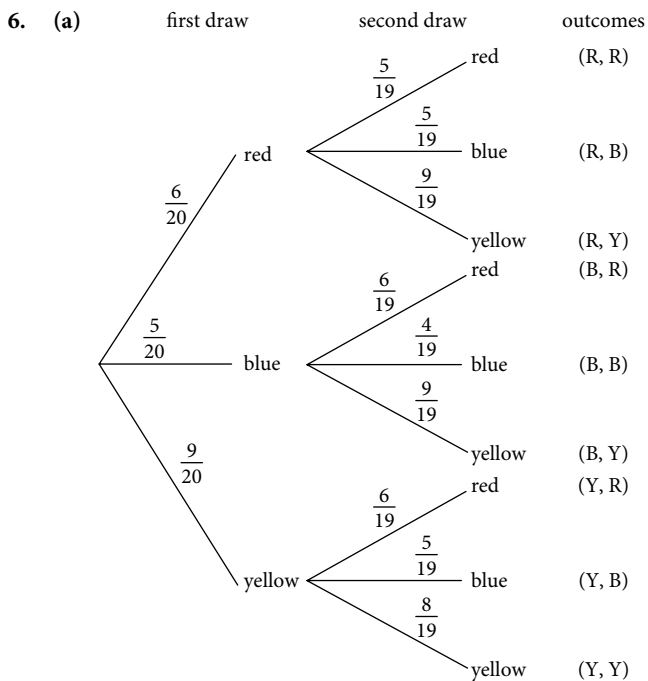 6. (a) first draw second draw outcomes
5/19 red (R, R)
5/19 blue (R, B)
red
6/20
9/19 yellow (R, Y)
6/19 red (B, R)
5/20 blue
4/19 blue (B, B)
9/19 yellow (B, Y)
9/20
6/19 red (Y, R)
yellow
5/19 blue (Y, B)
8/19 yellow (Y, Y)